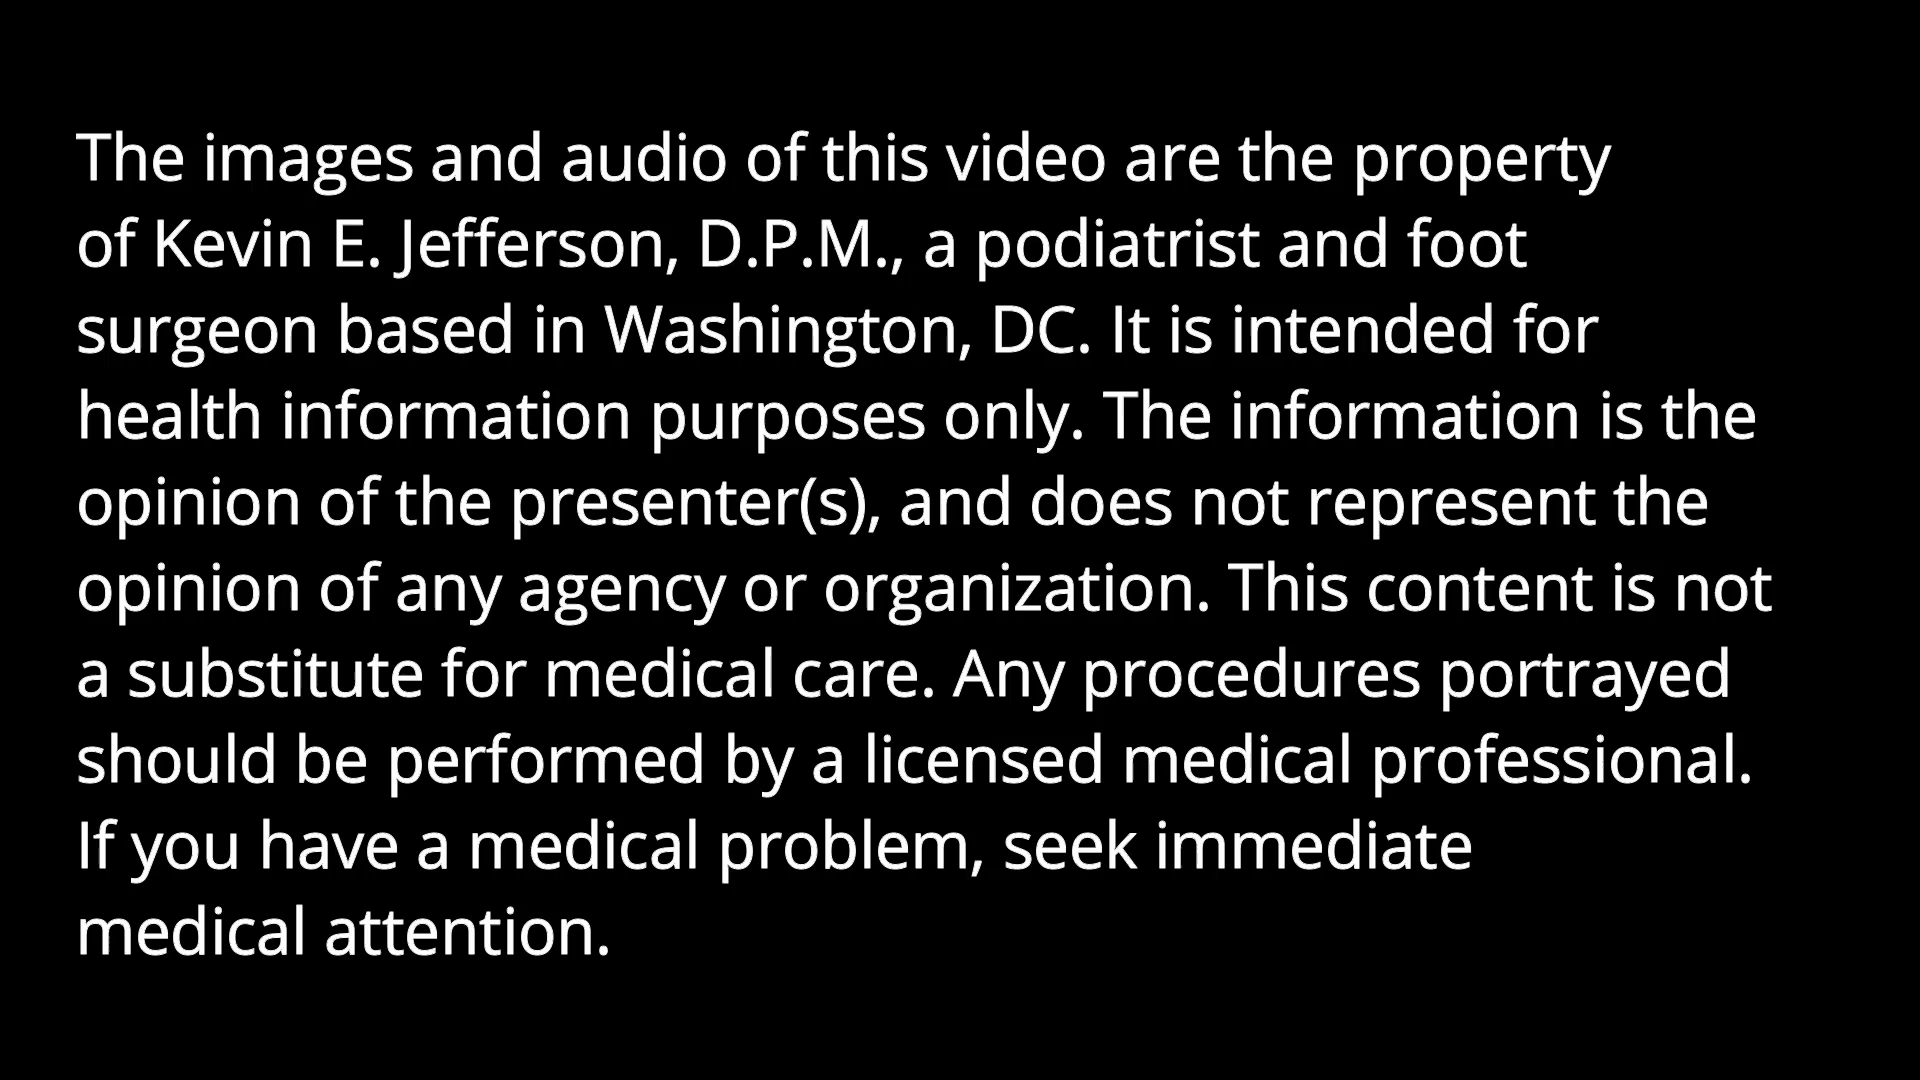 The images and audio of this video are the property
of Kevin E. Jefferson, D.P.M., a podiatrist and foot
surgeon based in Washington, DC. It is intended for
health information purposes only. The information is the
opinion of the presenter(s), and does not represent the
opinion of any agency or organization. This content is not
a substitute for medical care. Any procedures portrayed
should be performed by a licensed medical professional.
If you have a medical problem, seek immediate
medical attention.